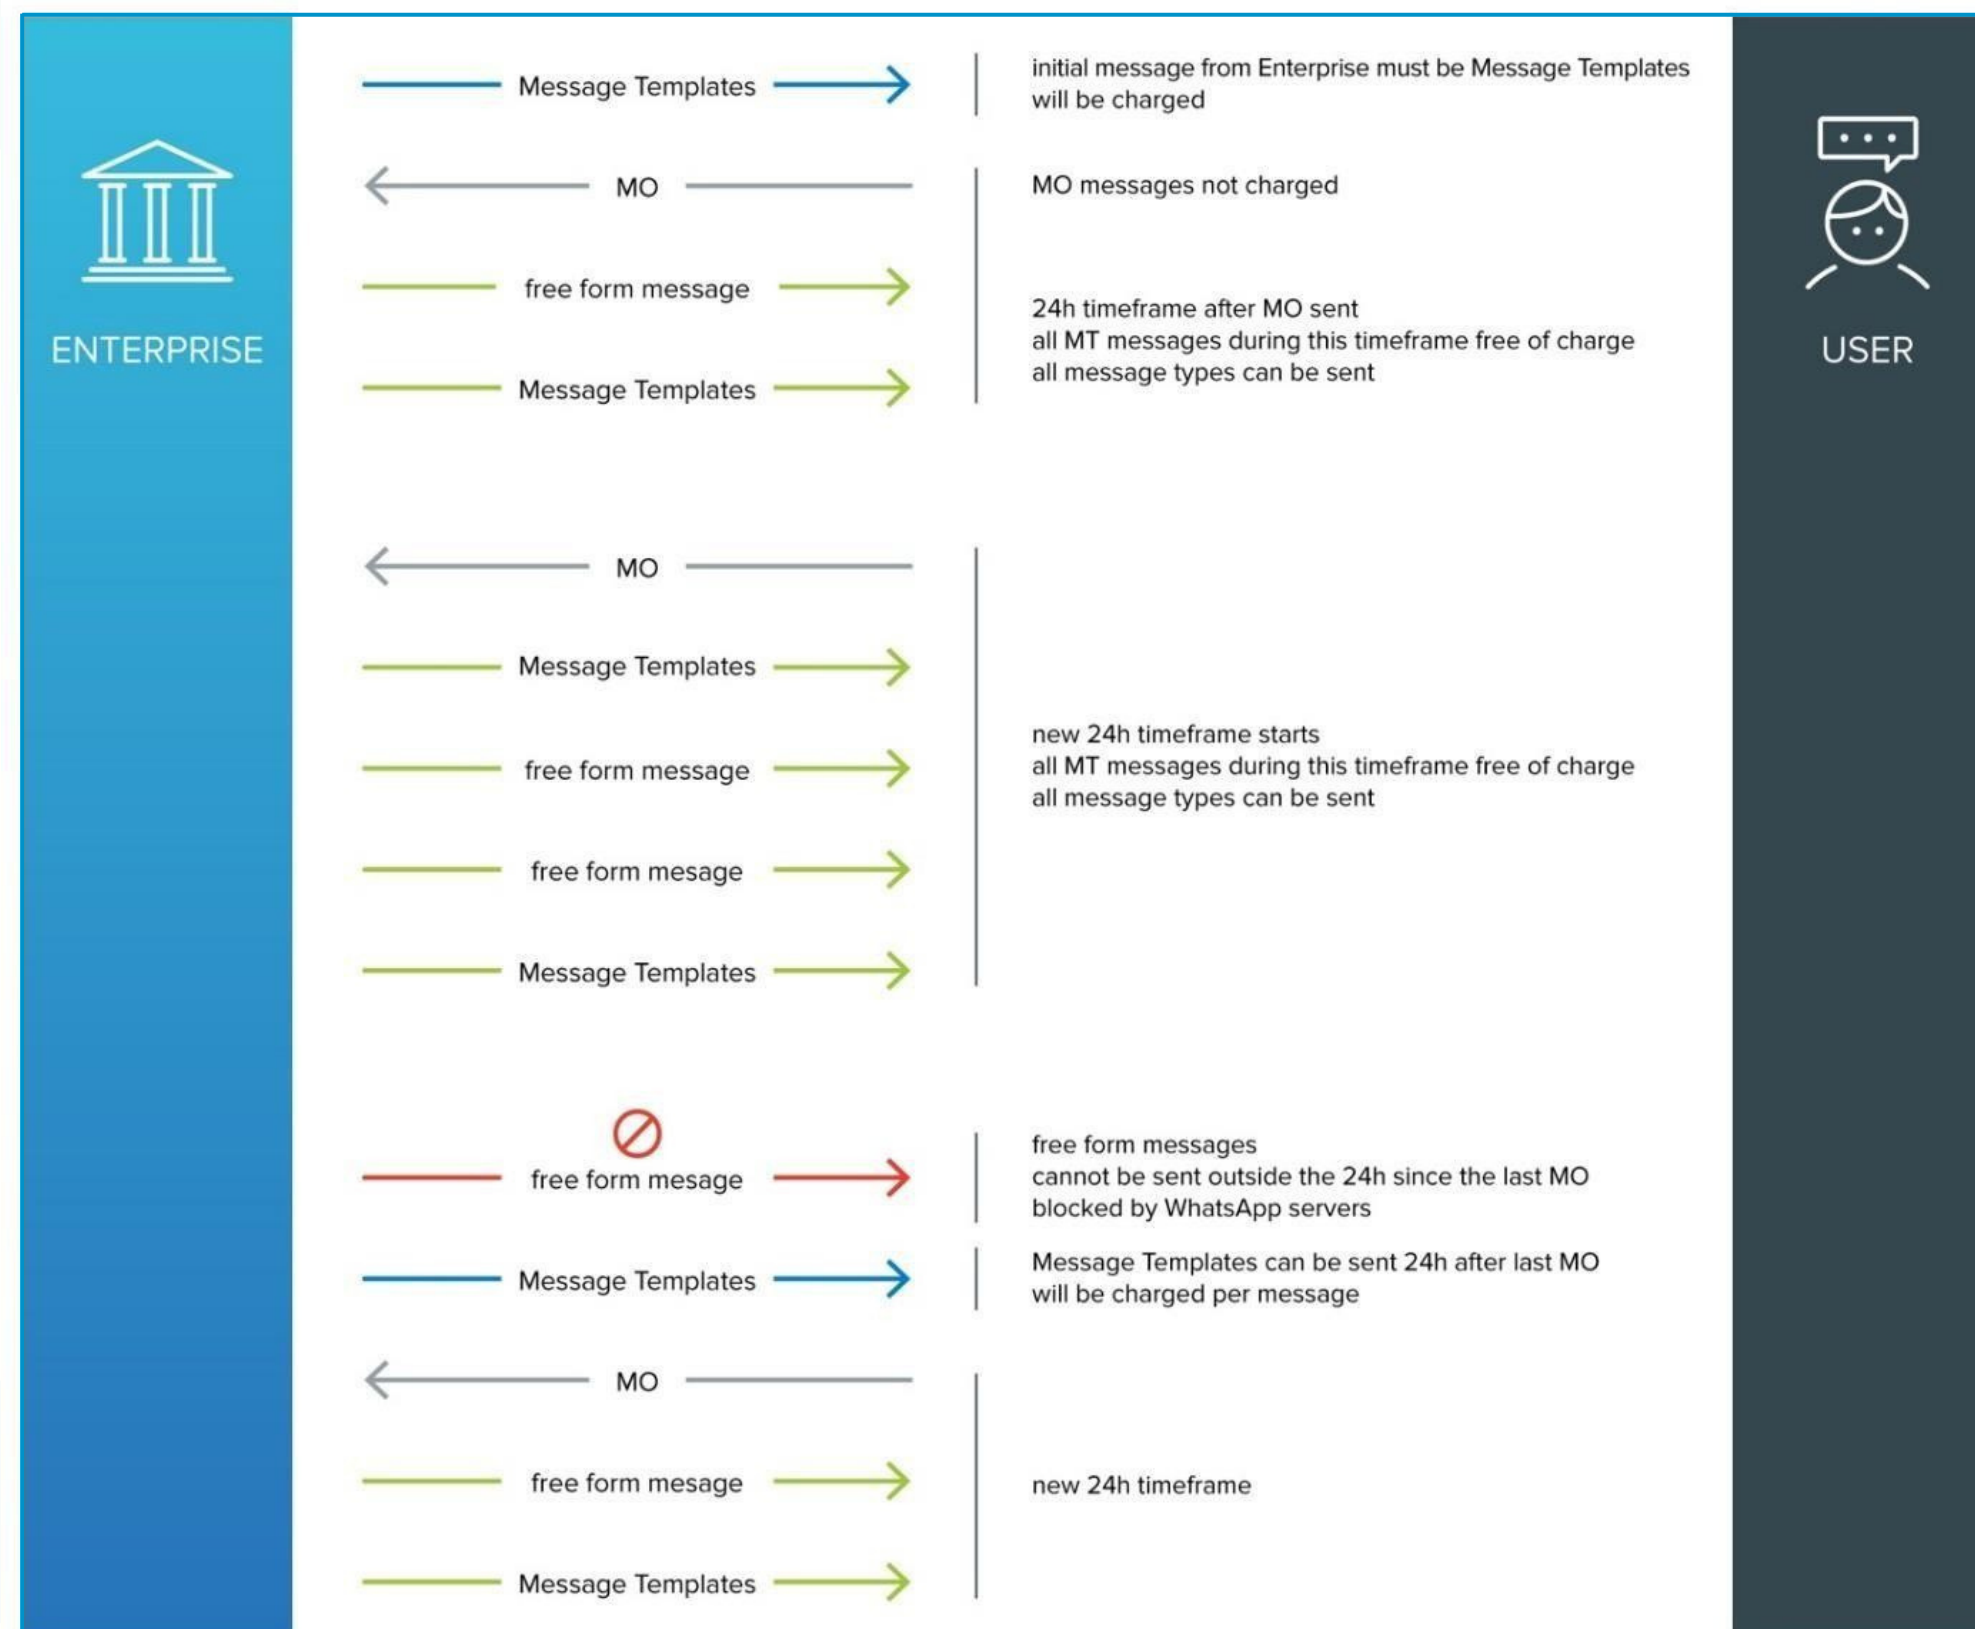 ENTERPRISE
USER
Message Templates
initial message from Enterprise must be Message Templates
will be charged
MO
MO messages not charged
free form message
24h timeframe after MO sent
all MT messages during this timeframe free of charge
all message types can be sent
Message Templates
MO
Message Templates
free form message
new 24h timeframe starts
all MT messages during this timeframe free of charge
all message types can be sent
free form mesage
Message Templates
free form mesage
free form messages
cannot be sent outside the 24h since the last MO
blocked by WhatsApp servers
Message Templates
Message Templates can be sent 24h after last MO
will be charged per message
MO
free form mesage
new 24h timeframe
Message Templates